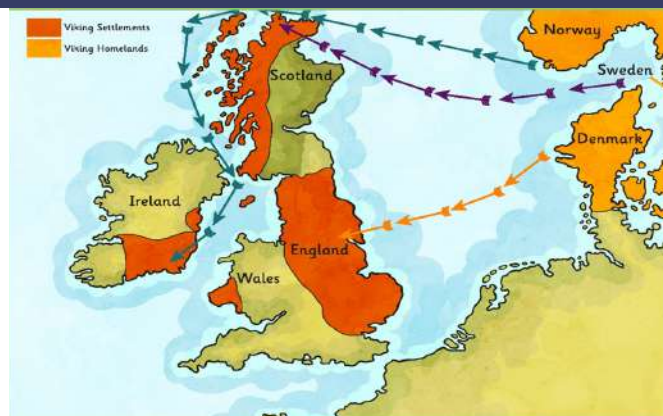 Viking Settlements
Viking Homelands
Norway
Sweden
Scotland
Denmark
Ireland
England
Wales